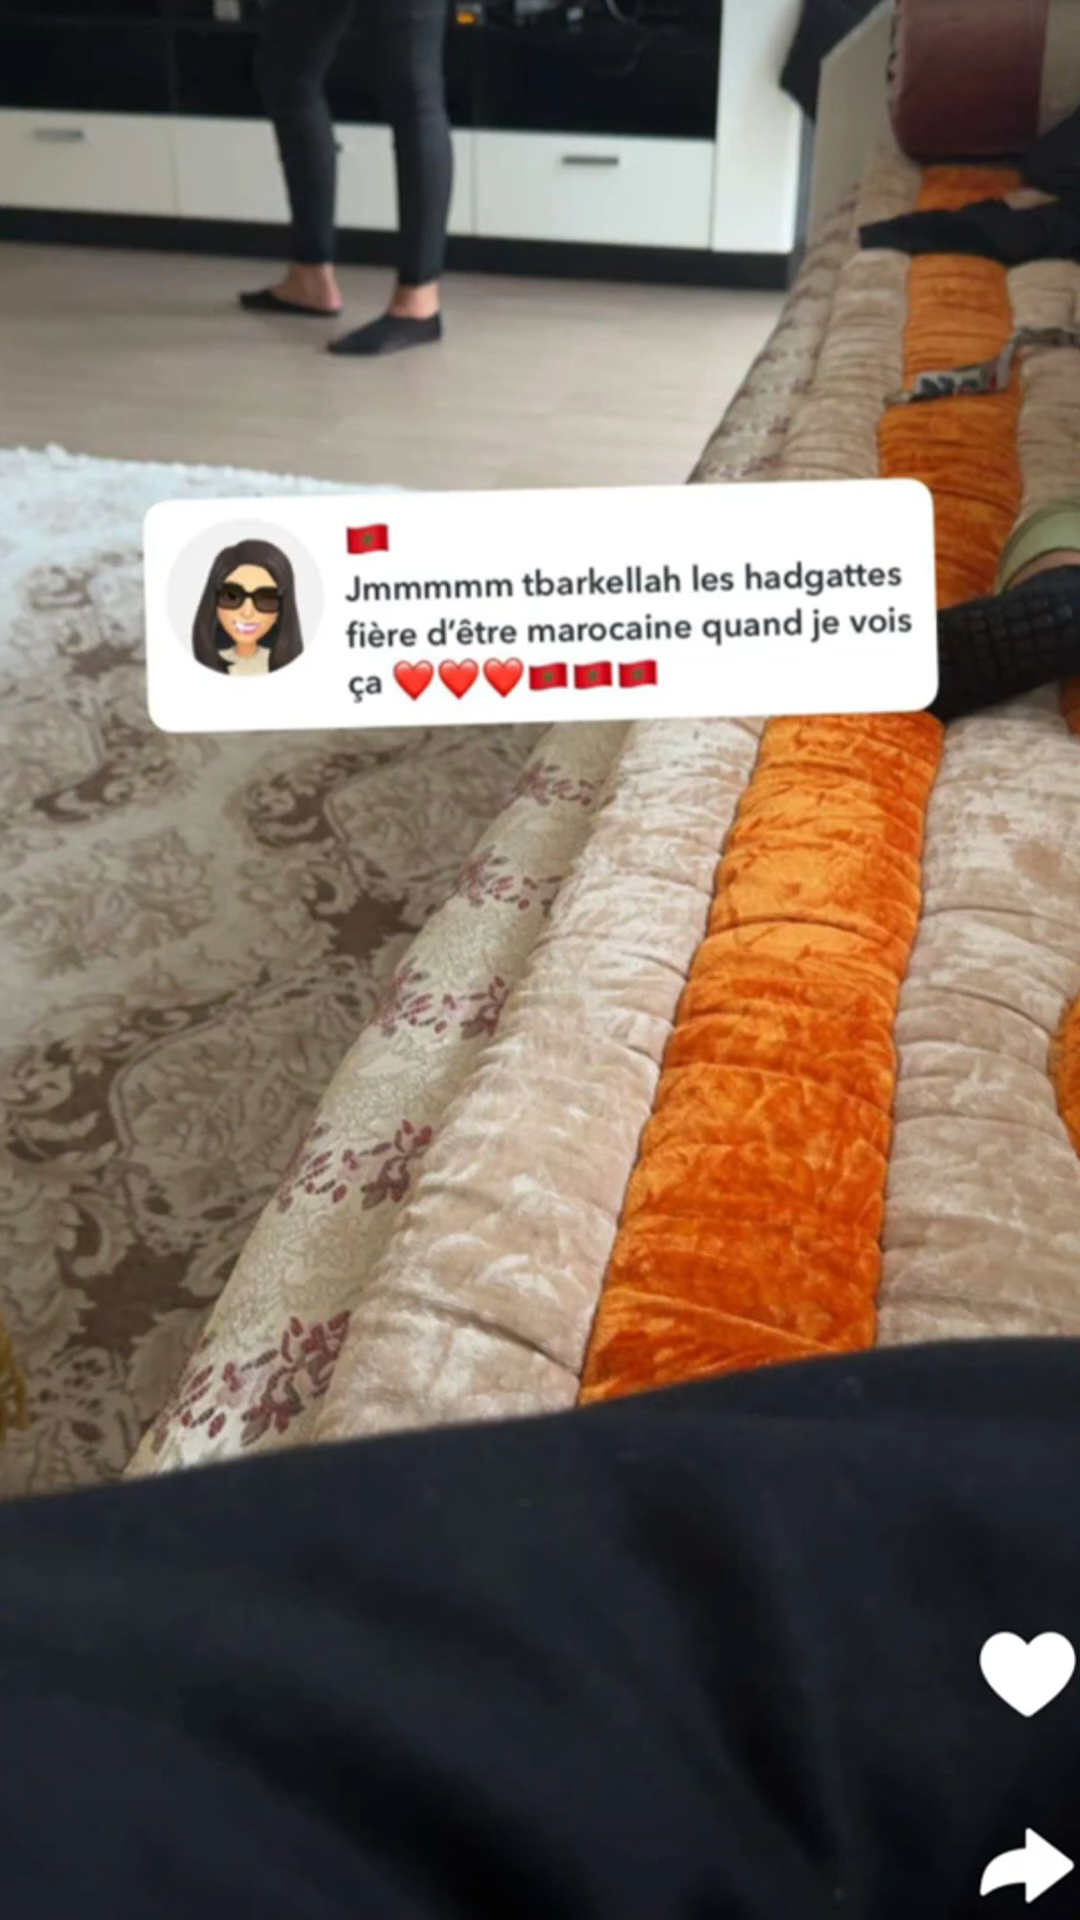 🇲🇦
Jmmmmm tbarkellah les hadgattes
fière d'être marocaine quand je vois
ça ❤️❤️❤️🇲🇦🇲🇦🇲🇦